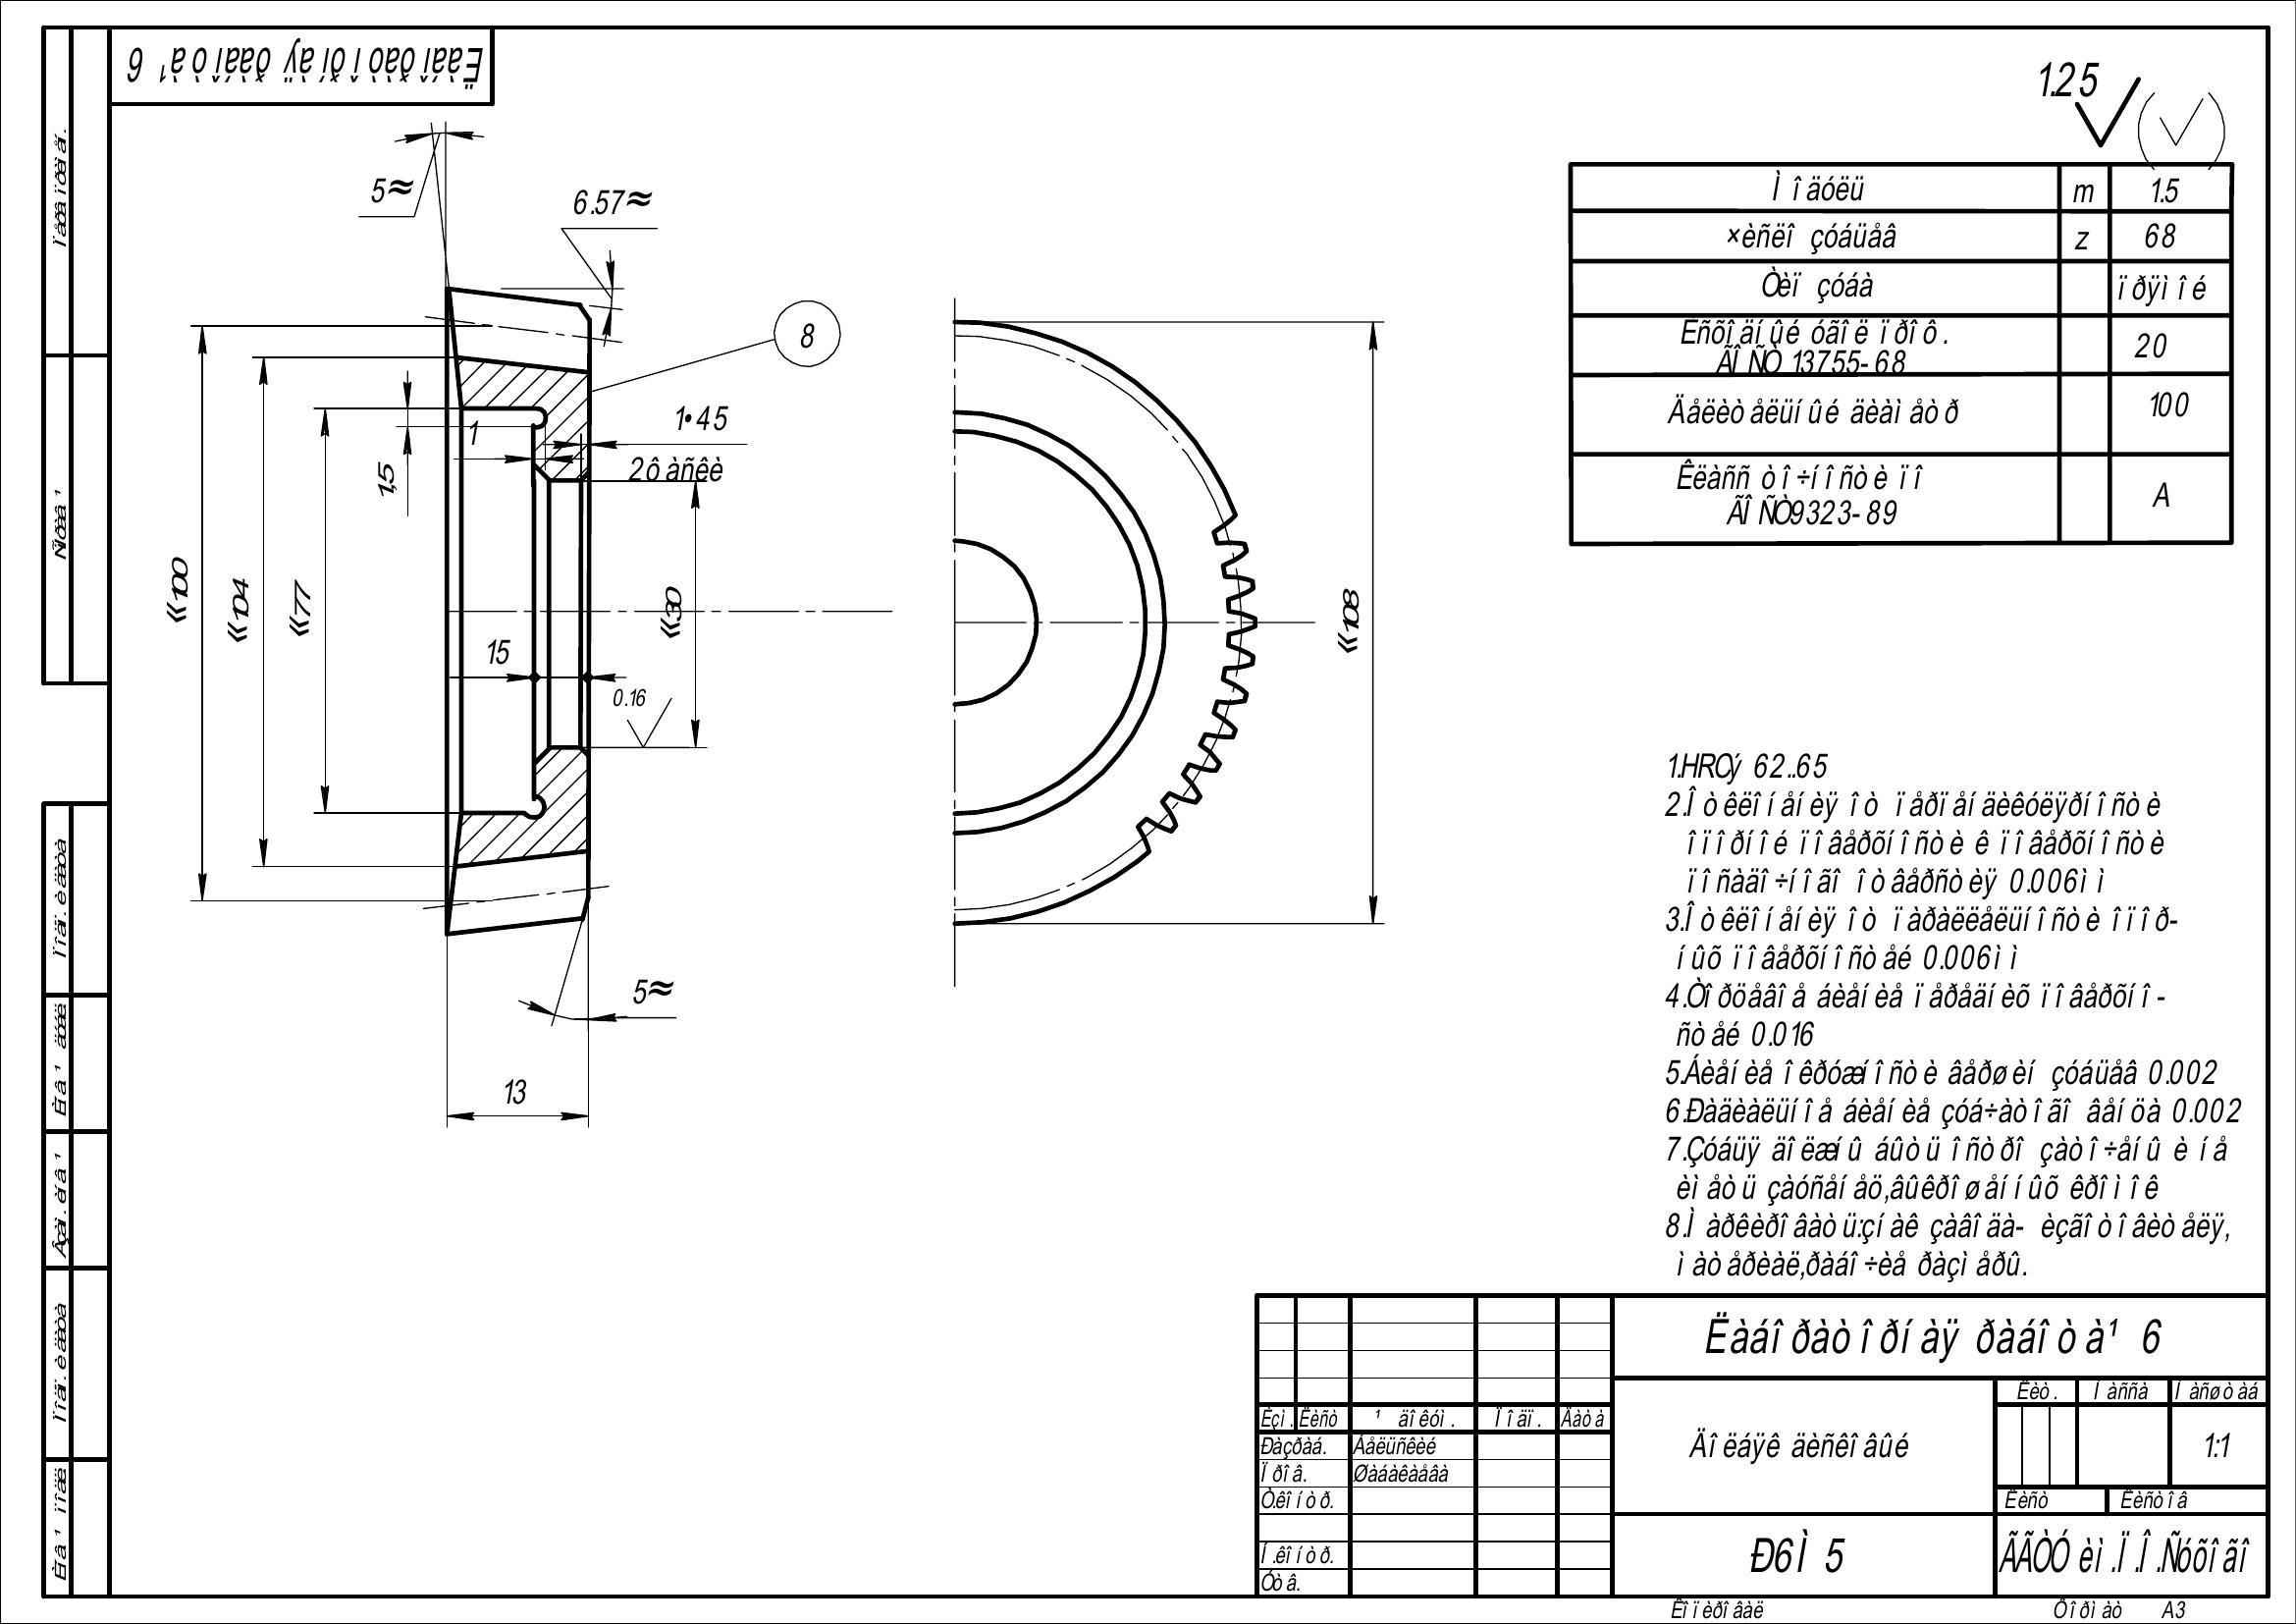 Ëàáîðàòîðíàÿ ðàáîòà¹ 6
1.25
5≈
6.57≈
8
1•45
2ôàñêè
1
1,5
«100
«104
«77
«30
15
0.16
5≈
13
«108
Ìîäóëü m 1.5
×èñëî çóáüåâ z 68
Òèï çóáà ïðÿìîé
Èñõîäíûé óãîë ïðîô.
ÃÎÑÒ 13755-68 20
Äåëèòåëüíûé äèàìåòð 100
Êëàññ òî÷íîñòè ïî
ÃÎÑÒ9323-89 A
1.HRCý 62..65
2.Îòêëîíåíèÿ îò ïåðïåíäèêóëÿðíîñòè
îïîðíîé ïîâåðõíîñòè ê ïîâåðõíîñòè
ïîñàäî÷íîãî îòâåðñòèÿ 0.006ìì
3.Îòêëîíåíèÿ îò ïàðàëëåëüíîñòè îïîð-
íûõ ïîâåðõíîñòåé 0.006ìì
4.Òîðöåâîå áèåíèå ïåðåäíèõ ïîâåðõíî-
ñòåé 0.016
5.Áèåíèå îêðóæíîñòè âåðøèí çóáüåâ 0.002
6.Ðàäèàëüíîå áèåíèå çóá÷àòîãî âåíöà 0.002
7.Çóáüÿ äîëæíû áûòü îñòðî çàòî÷åíû è íå
èìåòü çàóñåíåö,âûêðîøåííûõ êðîìîê
8.Ìàðêèðîâàòü:çíàê çàâîäà- èçãîòîâèòåëÿ,
ìàòåðèàë,ðàáî÷èå ðàçìåðû.
Ëàáîðàòîðíàÿ ðàáîòà¹ 6
Ëèò. Ìàññà Ìàñøòàá
Èçì. Ëèñò ¹ äîêóì. Ïîäï. Äàòà
Ðàçðàá. Áåëüñêèé
Ïðîâ. Øàáàêàåâà
Ò.êîíòð.
Í.êîíòð.
Óòâ.
Äîëáÿê äèñêîâûé
1:1
Ëèñò Ëèñòîâ
Ð6Ì5
ÃÃÒÓ èì.Ï.Î.Ñóõîãî
Êîïèðîâàë Ôîðìàò A3
Ïåðâ. ïðèìåí.
Ñïðàâ. ¹
Ïîäï. è äàòà
Èíâ. ¹ äóáë.
Âçàì. èíâ. ¹
Ïîäï. è äàòà
Èíâ. ¹ ïîäë.